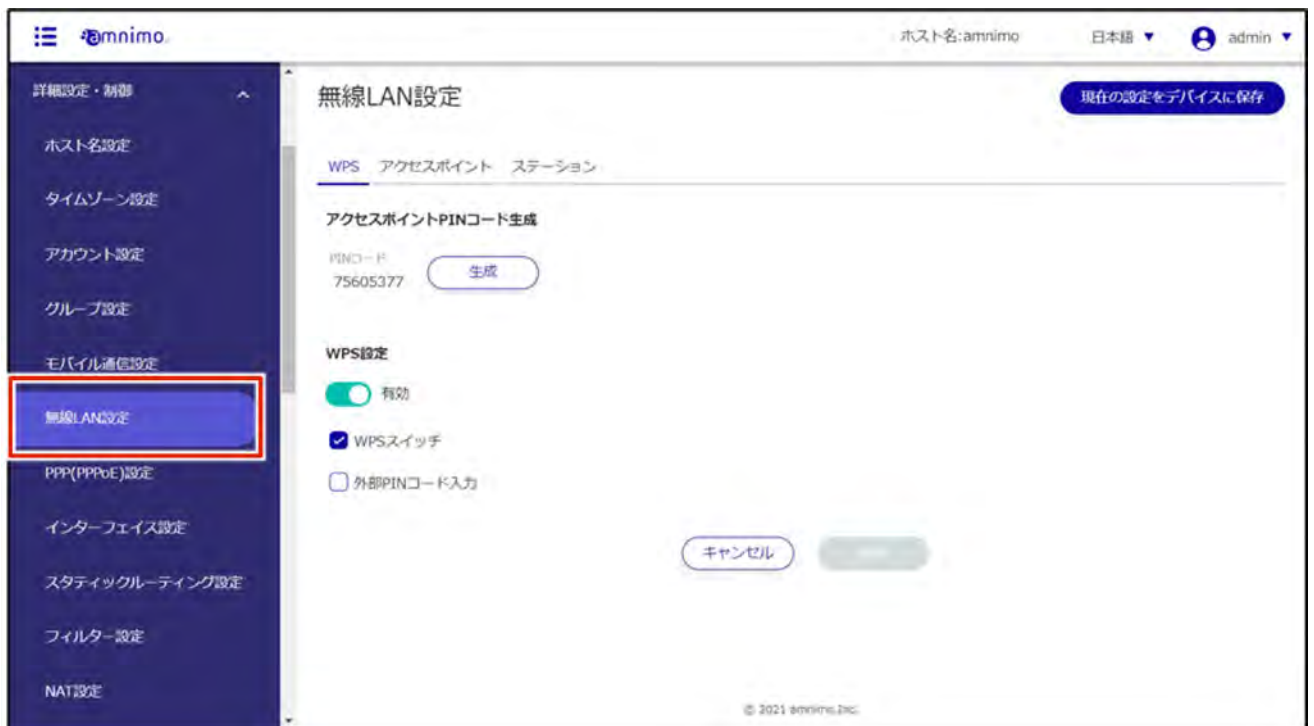 amnimo
ホスト名:amnimo
日本語 ▼
admin ▼
詳細設定・制御
ホスト名設定
タイムゾーン設定
アカウント設定
グループ設定
モバイル通信設定
無線LAN設定
PPP(PPPoE)設定
インターフェイス設定
スタティックルーティング設定
フィルター設定
NAT設定
無線LAN設定
現在の設定をデバイスに保存
WPS アクセスポイント ステーション
アクセスポイントPINコード生成
PINコード
75605377
生成
WPS設定
有効
WPSスイッチ
外部PINコード入力
キャンセル
© 2021 amnimo Inc.